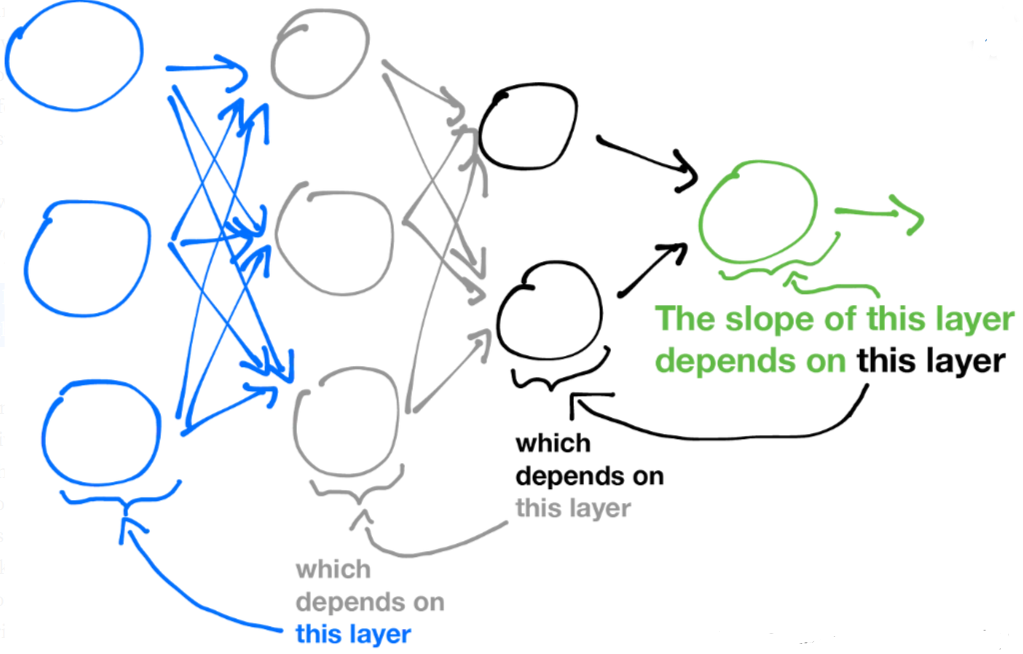 The slope of this layer
depends on this layer
which
depends on
this layer
which
depends on
this layer